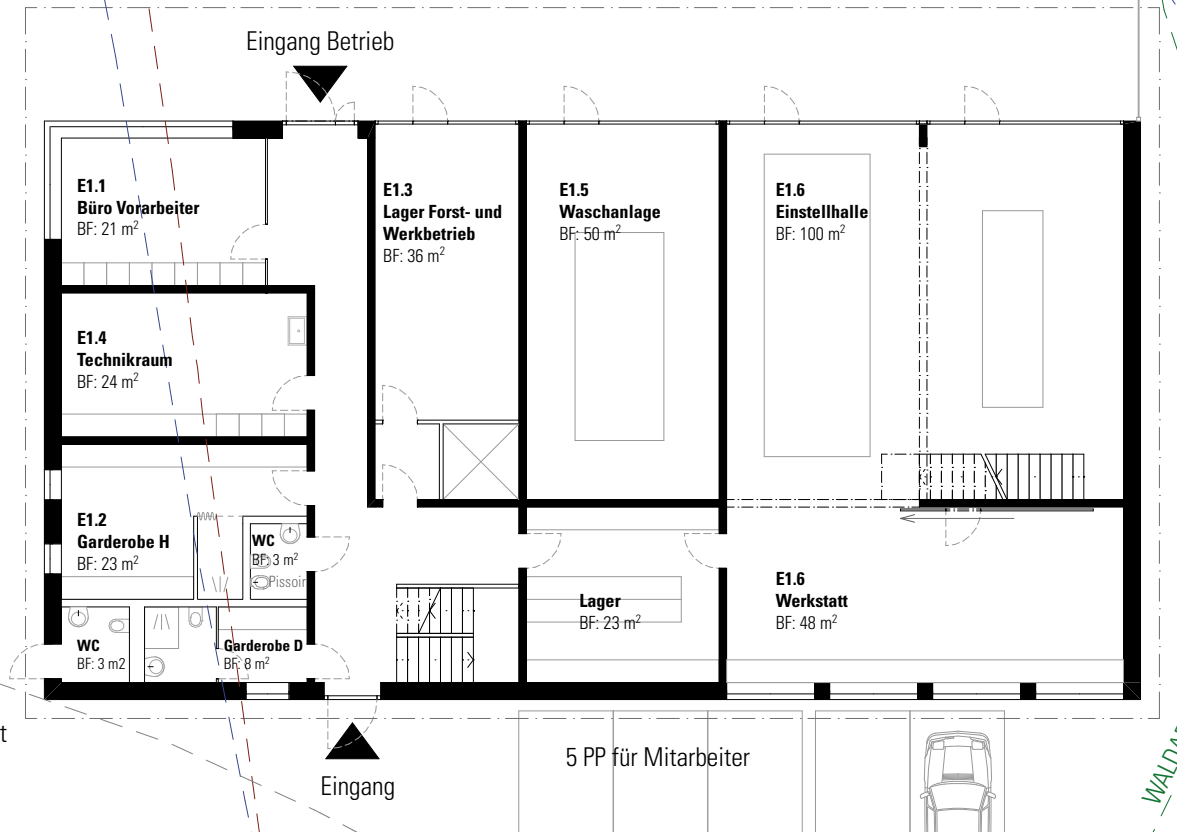 Eingang Betrieb
E1.1
Büro Vorarbeiter
BF: 21 m²
E1.3
Lager Forst- und
Werkbetrieb
BF: 36 m²
E1.5
Waschanlage
BF: 50 m²
E1.6
Einstellhalle
BF: 100 m²
E1.4
Technikraum
BF: 24 m²
E1.2
Garderobe H
BF: 23 m²
WC
BF: 3 m²
Pissoir
E1.6
Werkstatt
BF: 48 m²
Lager
BF: 23 m²
WC
BF: 3 m2
Garderobe D
BF: 8 m²
5 PP für Mitarbeiter
Eingang